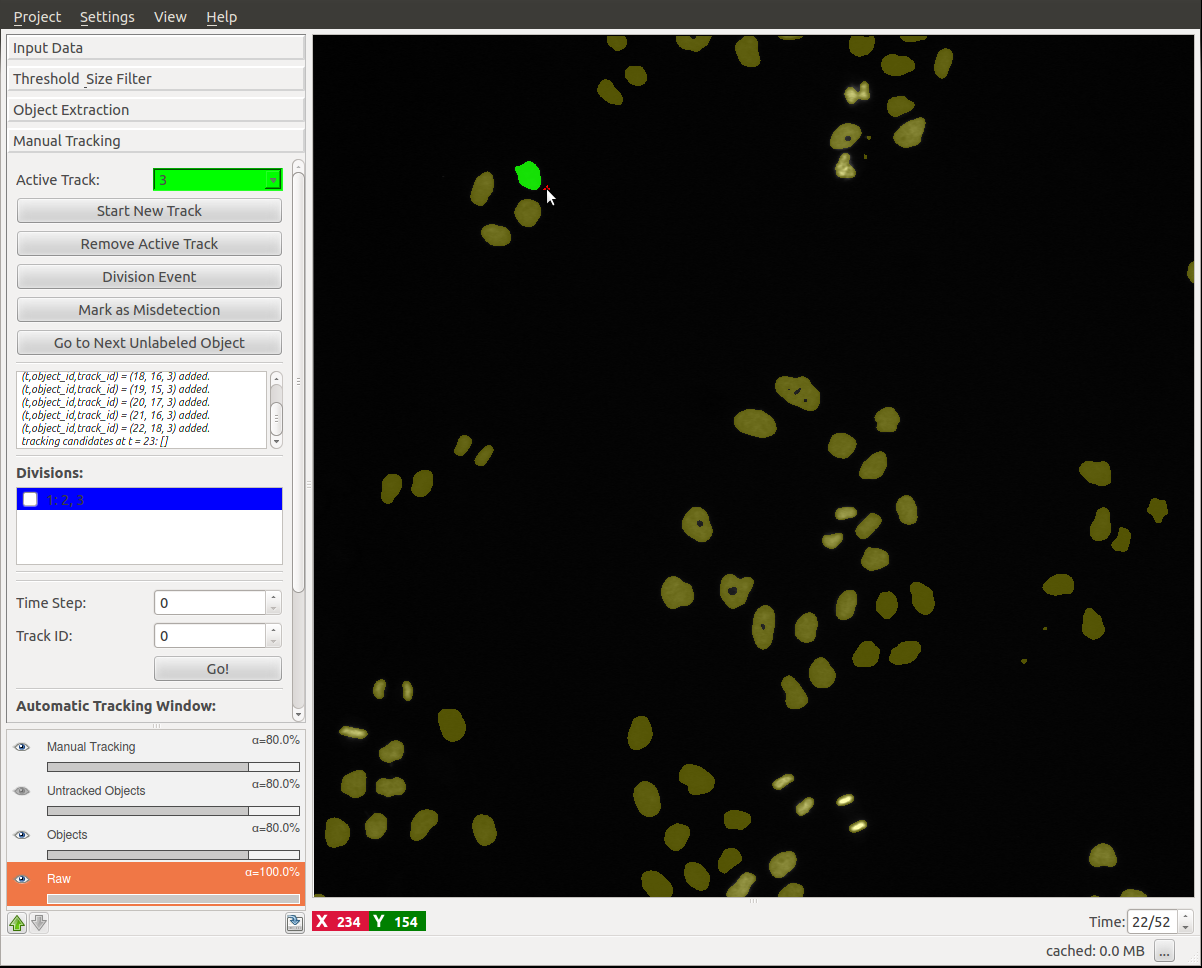 Project Settings View Help
Input Data
Threshold_Size Filter
Object Extraction
Manual Tracking
Active Track: 3
Start New Track
Remove Active Track
Division Event
Mark as Misdetection
Go to Next Unlabeled Object
(t,object_id,track_id) = (18, 16, 3) added.
(t,object_id,track_id) = (19, 15, 3) added.
(t,object_id,track_id) = (20, 17, 3) added.
(t,object_id,track_id) = (21, 16, 3) added.
(t,object_id,track_id) = (22, 18, 3) added.
tracking candidates at t = 23: []
Divisions:
1: 2, 3
Time Step: 0
Track ID: 0
Go!
Automatic Tracking Window:
Manual Tracking α=80.0%
Untracked Objects α=80.0%
Objects α=80.0%
Raw α=100.0%
X 234 Y 154
Time: 22/52
cached: 0.0 MB ...